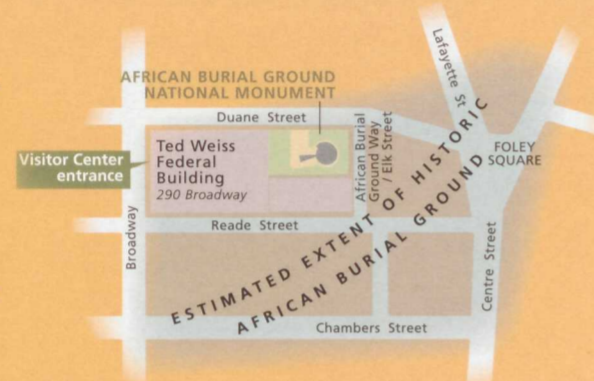 Lafayette St
AFRICAN BURIAL GROUND
NATIONAL MONUMENT
Duane Street
Visitor Center
entrance
Ted Weiss
Federal
Building
290 Broadway
African Burial
Ground Way
/ Elk Street
FOLEY
SQUARE
Broadway
Reade Street
ESTIMATED EXTENT OF HISTORIC
AFRICAN BURIAL GROUND
Centre Street
Chambers Street